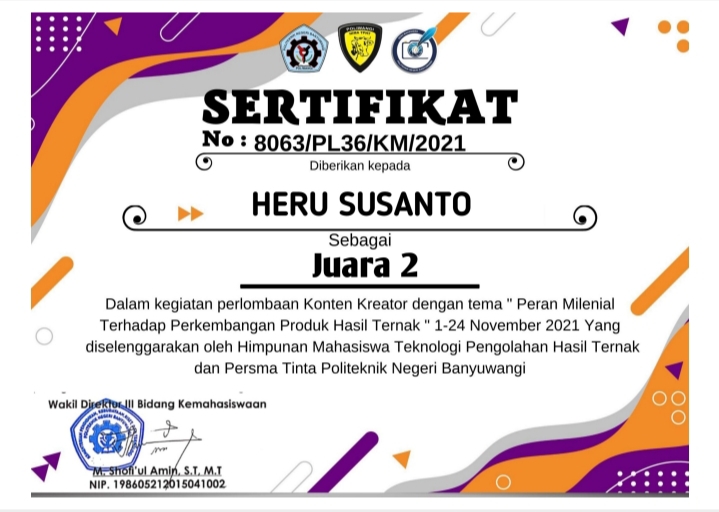 SERTIFIKAT
No : 8063/PL36/KM/2021
Diberikan kepada
HERU SUSANTO
Sebagai
Juara 2
Dalam kegiatan perlombaan Konten Kreator dengan tema " Peran Milenial
Terhadap Perkembangan Produk Hasil Ternak " 1-24 November 2021 Yang
diselenggarakan oleh Himpunan Mahasiswa Teknologi Pengolahan Hasil Ternak
dan Persma Tinta Politeknik Negeri Banyuwangi
Wakil Direktur III Bidang Kemahasiswaan
M. Shofi'ul Amin, S.T, M.T
NIP. 198605212015041002